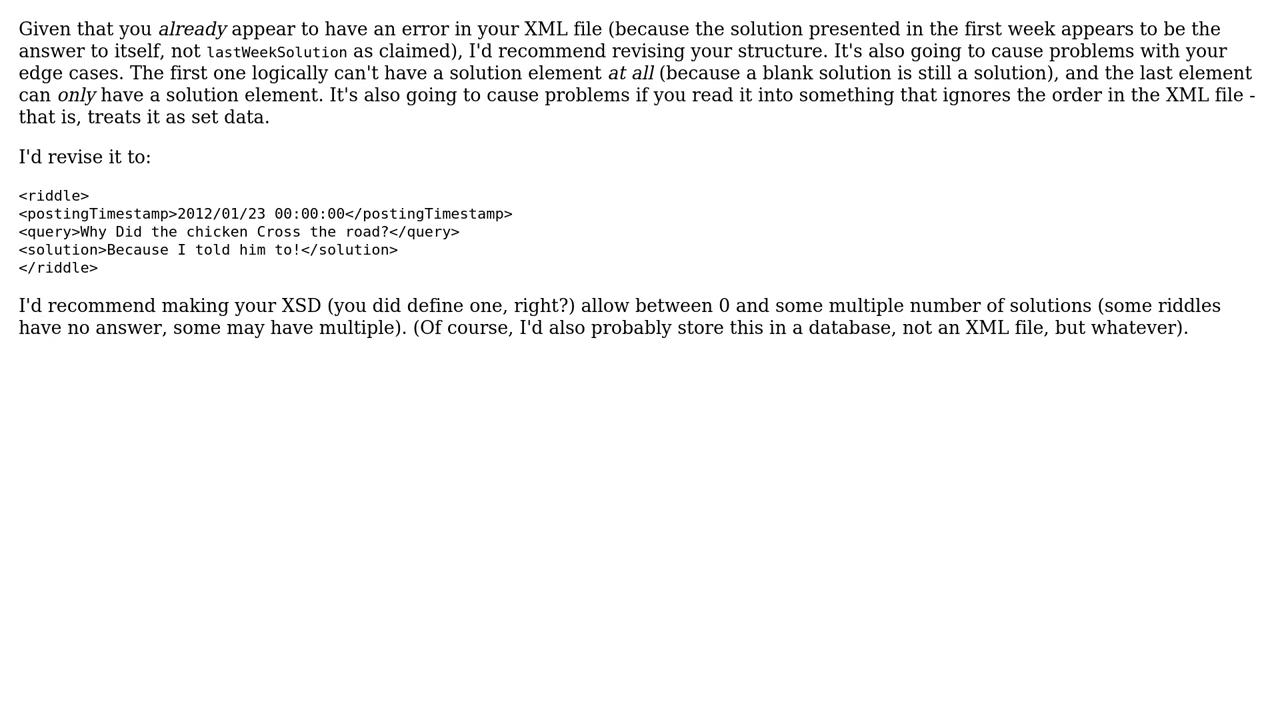 Given that you already appear to have an error in your XML file (because the solution presented in the first week appears to be the
answer to itself, not lastWeekSolution as claimed), I'd recommend revising your structure. It's also going to cause problems with your
edge cases. The first one logically can't have a solution element at all (because a blank solution is still a solution), and the last element
can only have a solution element. It's also going to cause problems if you read it into something that ignores the order in the XML file -
that is, treats it as set data.
I'd revise it to:
<riddle>
<postingTimestamp>2012/01/23 00:00:00</postingTimestamp>
<query>Why Did the chicken Cross the road?</query>
<solution>Because I told him to!</solution>
</riddle>
I'd recommend making your XSD (you did define one, right?) allow between 0 and some multiple number of solutions (some riddles
have no answer, some may have multiple). (Of course, I'd also probably store this in a database, not an XML file, but whatever).